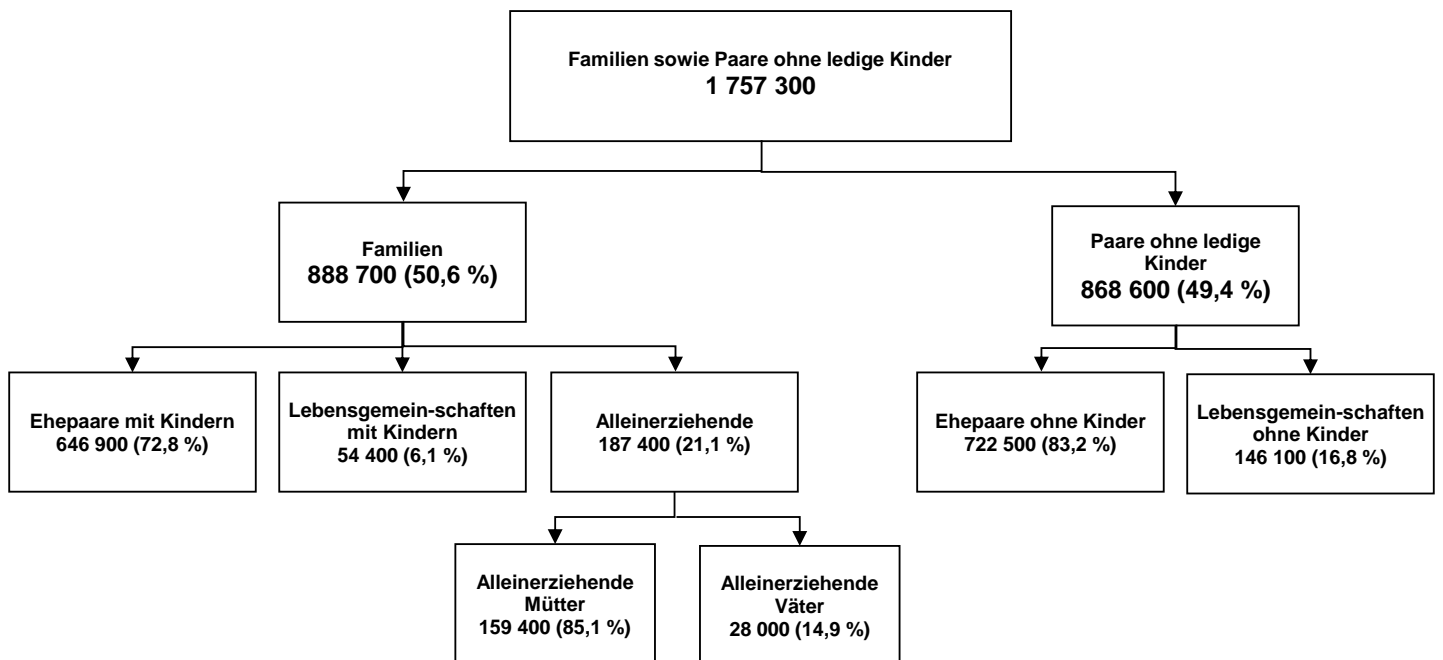 Familien sowie Paare ohne ledige Kinder
1 757 300
Familien
888 700 (50,6 %)
Paare ohne ledige
Kinder
868 600 (49,4 %)
Ehepaare mit Kindern
646 900 (72,8 %)
Lebensgemein-schaften
mit Kindern
54 400 (6,1 %)
Alleinerziehende
187 400 (21,1 %)
Ehepaare ohne Kinder
722 500 (83,2 %)
Lebensgemein-schaften
ohne Kinder
146 100 (16,8 %)
Alleinerziehende
Mütter
159 400 (85,1 %)
Alleinerziehende
Väter
28 000 (14,9 %)